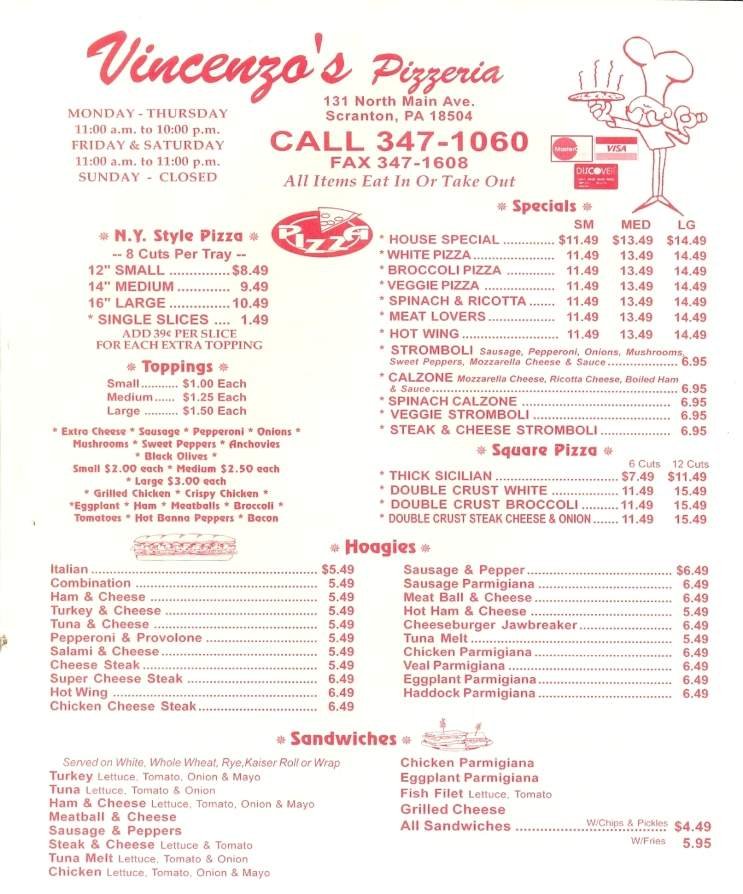 Vincenzo's Pizzeria
131 North Main Ave.
Scranton, PA 18504
CALL 347-1060
FAX 347-1608
All Items Eat In Or Take Out
MONDAY - THURSDAY
11:00 a.m. to 10:00 p.m.
FRIDAY & SATURDAY
11:00 a.m. to 11:00 p.m.
SUNDAY - CLOSED
MasterC
VISA
DISCOVER
PIZZA
* N.Y. Style Pizza *
-- 8 Cuts Per Tray --
12" SMALL ............... $8.49
14" MEDIUM ............. 9.49
16" LARGE ............... 10.49
* SINGLE SLICES .... 1.49
ADD 39¢ PER SLICE
FOR EACH EXTRA TOPPING
* Toppings *
Small .......... $1.00 Each
Medium ...... $1.25 Each
Large ......... $1.50 Each
* Extra Cheese * Sausage * Pepperoni * Onions *
Mushrooms * Sweet Peppers * Anchovies
* Black Olives *
Small $2.00 each * Medium $2.50 each
* Large $3.00 each
* Grilled Chicken * Crispy Chicken *
*Eggplant * Ham * Meatballs * Broccoli *
Tomatoes * Hot Banna Peppers * Bacon
* Specials *
SM MED LG
* HOUSE SPECIAL ............. $11.49 $13.49 $14.49
* WHITE PIZZA .................... 11.49 13.49 14.49
* BROCCOLI PIZZA ............ 11.49 13.49 14.49
* VEGGIE PIZZA ................. 11.49 13.49 14.49
* SPINACH & RICOTTA ...... 11.49 13.49 14.49
* MEAT LOVERS ................. 11.49 13.49 14.49
* HOT WING ........................ 11.49 13.49 14.49
* STROMBOLI Sausage, Pepperoni, Onions, Mushrooms,
Sweet Peppers, Mozzarella Cheese & Sauce .................. 6.95
* CALZONE Mozzarella Cheese, Ricotta Cheese, Boiled Ham
& Sauce ............................................................ 6.95
* SPINACH CALZONE .................................. 6.95
* VEGGIE STROMBOLI ................................ 6.95
* STEAK & CHEESE STROMBOLI ................ 6.95
* Square Pizza *
6 Cuts 12 Cuts
* THICK SICILIAN .............................. $7.49 $11.49
* DOUBLE CRUST WHITE ................ 11.49 15.49
* DOUBLE CRUST BROCCOLI ......... 11.49 15.49
* DOUBLE CRUST STEAK CHEESE & ONION ...... 11.49 15.49
* Hoagies *
Italian ........................................ $5.49
Combination .............................. 5.49
Ham & Cheese ........................... 5.49
Turkey & Cheese ........................ 5.49
Tuna & Cheese ........................... 5.49
Pepperoni & Provolone ............... 5.49
Salami & Cheese ........................ 5.49
Cheese Steak ............................. 5.49
Super Cheese Steak ................... 6.49
Hot Wing .................................... 6.49
Chicken Cheese Steak ................ 6.49
Sausage & Pepper ...................... $6.49
Sausage Parmigiana ................... 6.49
Meat Ball & Cheese .................... 6.49
Hot Ham & Cheese ..................... 6.49
Cheeseburger Jawbreaker ........... 6.49
Tuna Melt ................................... 5.49
Chicken Parmigiana .................... 6.49
Veal Parmigiana ......................... 6.49
Eggplant Parmigiana ................... 6.49
Haddock Parmigiana ................... 6.49
* Sandwiches *
Served on White, Whole Wheat, Rye, Kaiser Roll or Wrap
Turkey Lettuce, Tomato, Onion & Mayo
Tuna Lettuce, Tomato & Onion
Ham & Cheese Lettuce, Tomato, Onion & Mayo
Meatball & Cheese
Sausage & Peppers
Steak & Cheese Lettuce & Tomato
Tuna Melt Lettuce, Tomato & Onion
Chicken Lettuce, Tomato, Onion & Mayo
Chicken Parmigiana
Eggplant Parmigiana
Fish Filet Lettuce, Tomato
Grilled Cheese
All Sandwiches ............... W/Chips & Pickles $4.49
W/Fries 5.95